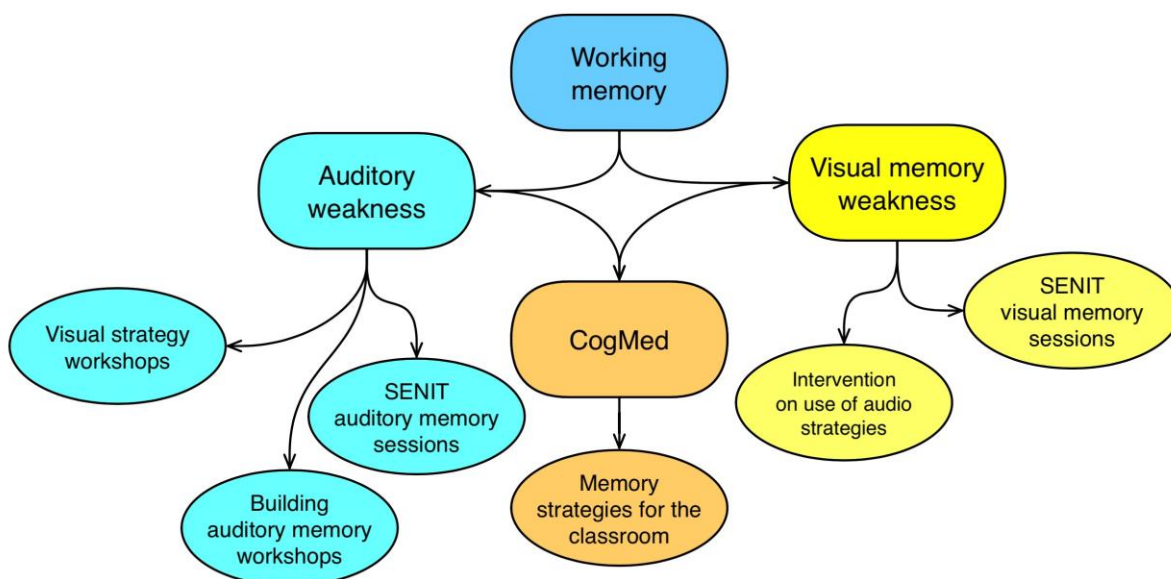 Working
memory
Auditory
weakness
Visual memory
weakness
Visual strategy
workshops
SENIT
auditory memory
sessions
Building
auditory memory
workshops
CogMed
Memory
strategies for the
classroom
Intervention
on use of audio
strategies
SENIT
visual memory
sessions